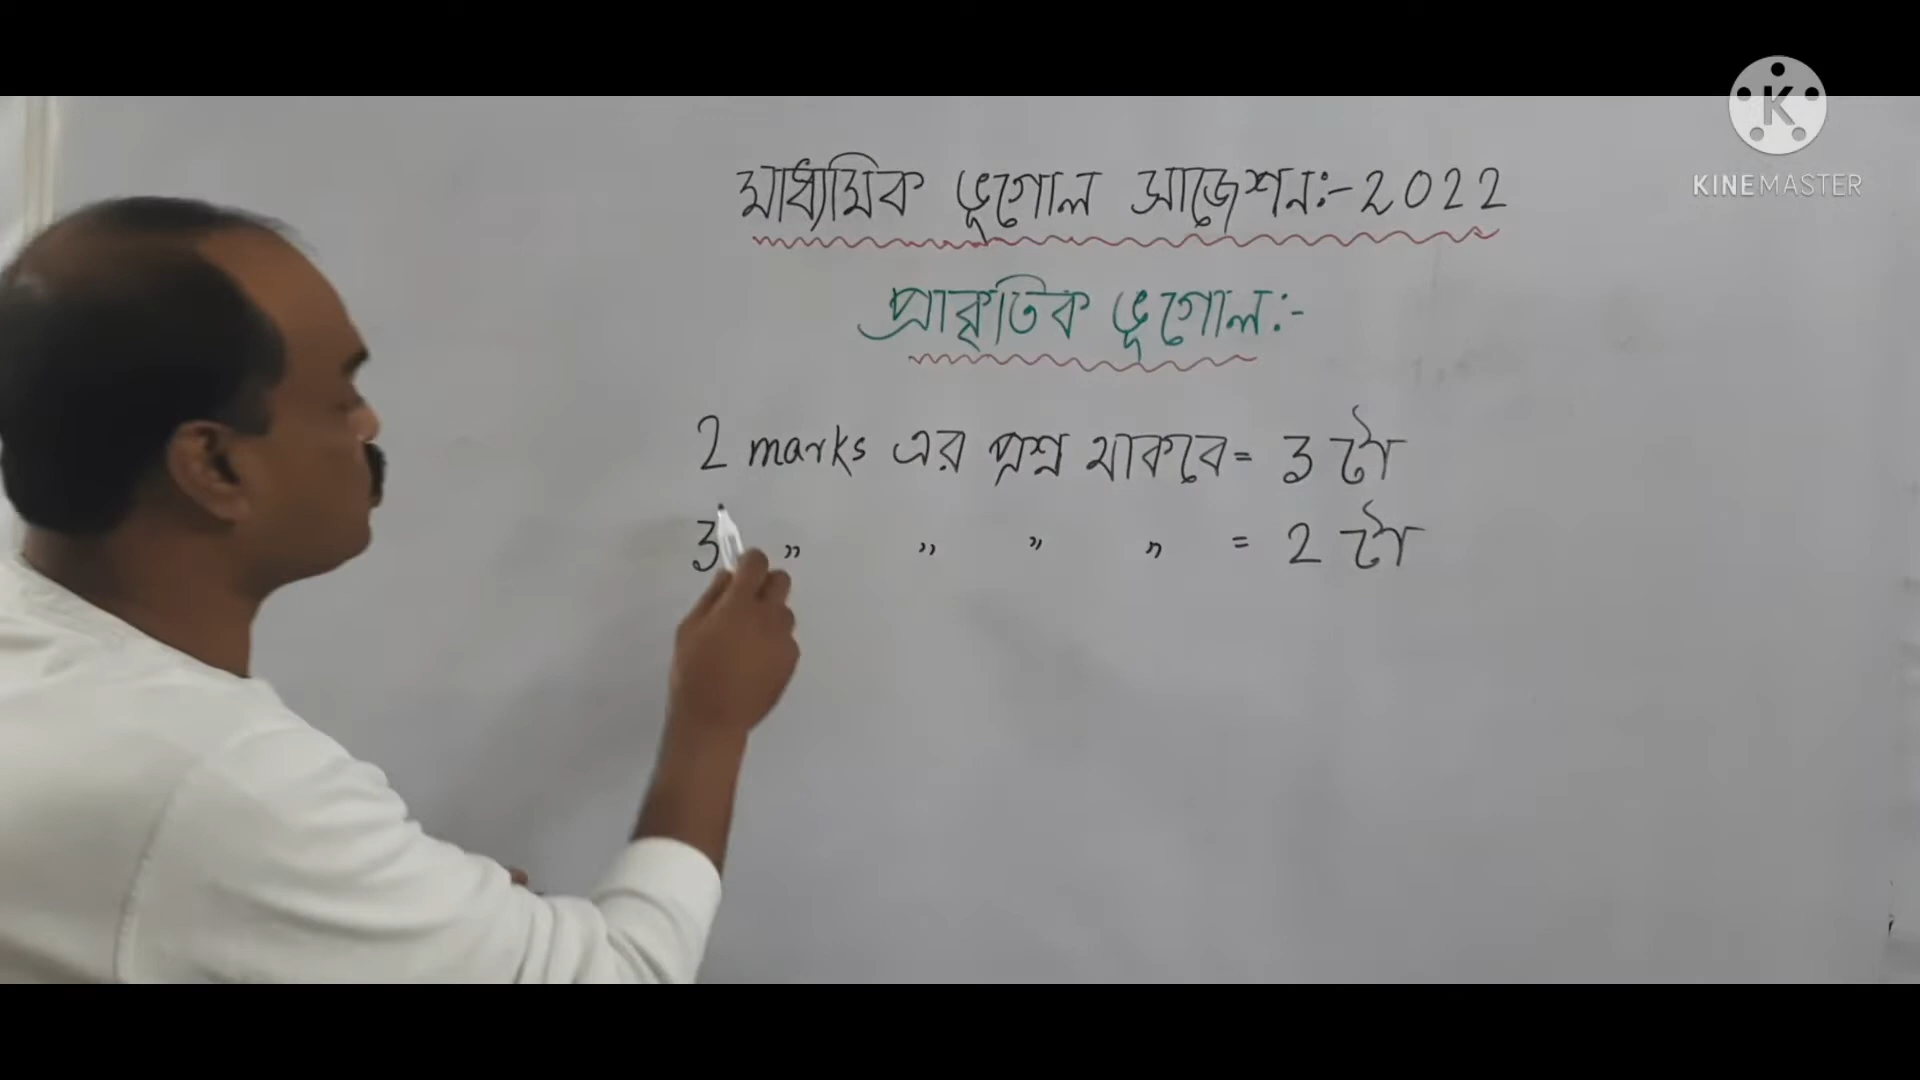 KINEMASTER
মাধ্যমিক ভূগোল সাজেশন:-2022
প্রাকৃতিক ভূগোল:-
2 marks এর প্রশ্ন থাকবে= 3 টা
3 " " " " = 2 টা